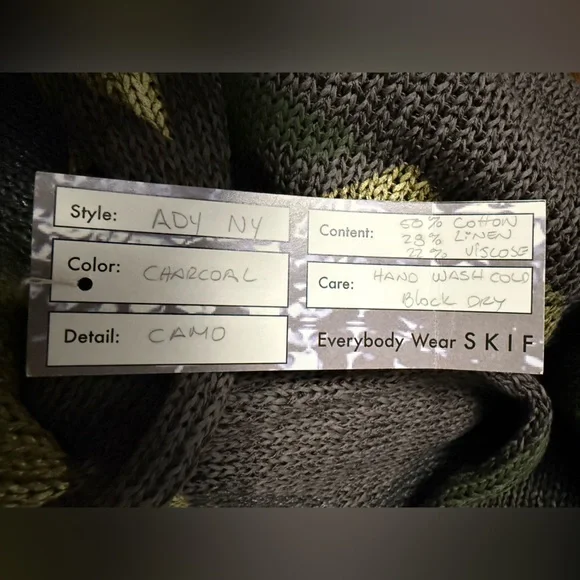 Style: ADY NY
Color: CHARCOAL
Detail: CAMO
Content: 50% COTTON
28% LINEN
22% VISCOSE
Care: HAND WASH COLD
Block DRY
Everybody Wear SKIF